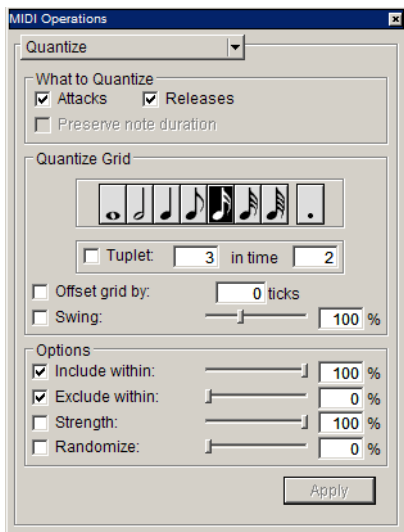 MIDI Operations
Quantize
What to Quantize
Attacks Releases
Preserve note duration
Quantize Grid
Tuplet: 3 in time 2
Offset grid by: 0 ticks
Swing: 100 %
Options
Include within: 100 %
Exclude within: 0 %
Strength: 100 %
Randomize: 0 %
Apply